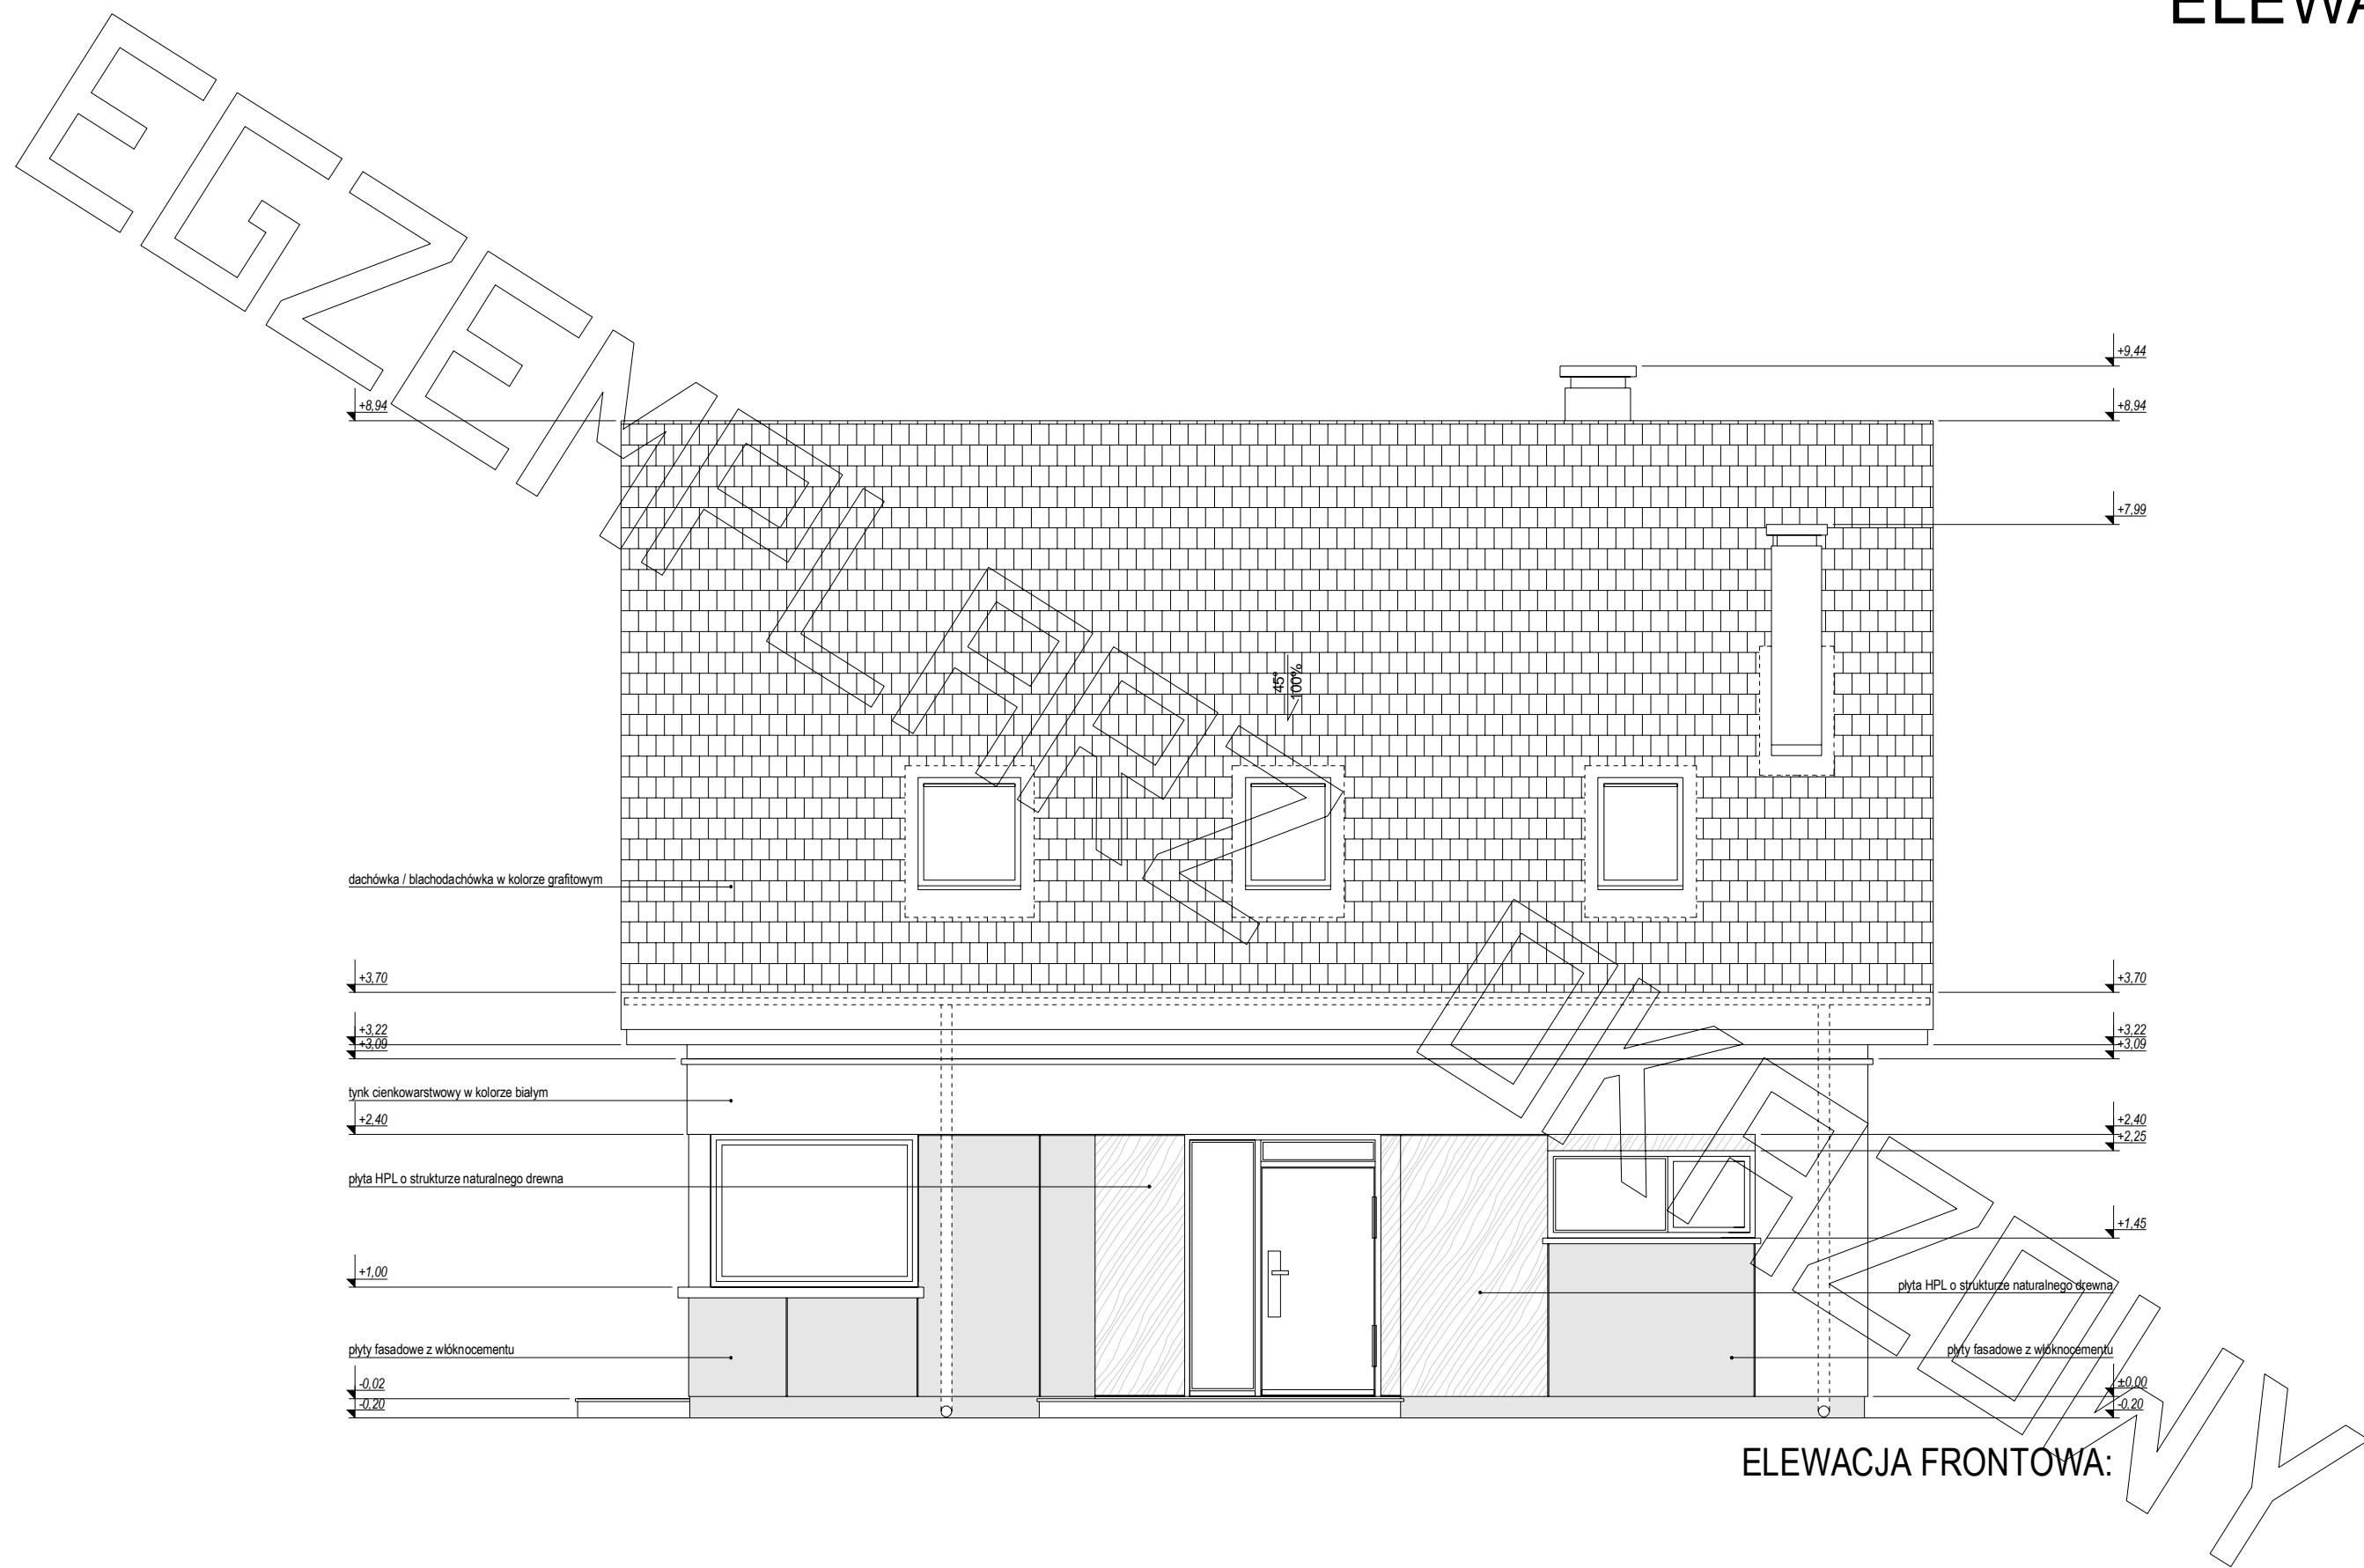 ELEWA
EGZEMPLARZ OKAZOWY
+9,44
+8,94
+8,94
+7,99
45°
100%
dachówka / blachodachówka w kolorze grafitowym
+3,70
+3,70
+3,22
+3,22
+3,09
+3,09
tynk cienkowarstwowy w kolorze białym
+2,40
+2,40
+2,25
płyta HPL o strukturze naturalnego drewna
+1,45
+1,00
płyta HPL o strukturze naturalnego drewna
płyty fasadowe z włóknocementu
płyty fasadowe z włóknocementu
-0,02
±0,00
-0,20
-0,20
ELEWACJA FRONTOWA: